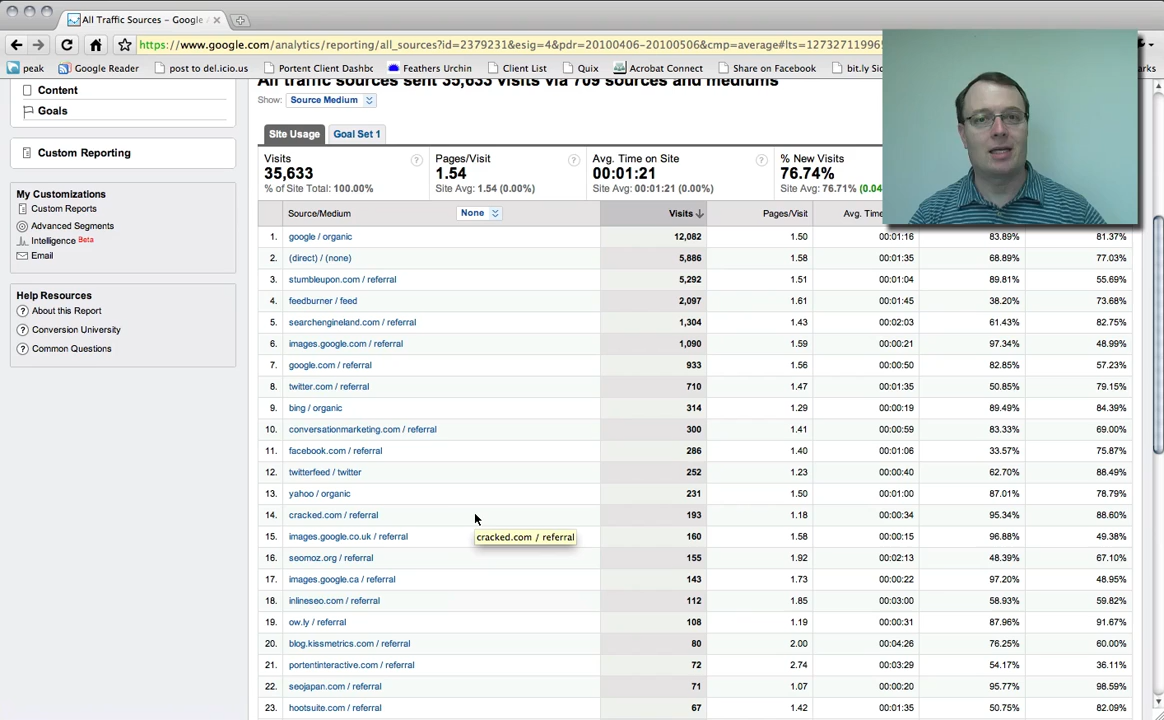 All Traffic Sources - Google
https://www.google.com/analytics/reporting/all_sources?id=2379231&esig=4&pdr=20100406-20100506&cmp=average#lts=127327119965
peak Google Reader post to del.icio.us Portent Client Dashbc Feathers Urchin Client List Quix Acrobat Connect Share on Facebook bit.ly Sid arks
All traffic sources sent 35,633 visits via 709 sources and mediums
Content
Show: Source Medium
Goals
Site Usage Goal Set 1
Custom Reporting
Visits Pages/Visit Avg. Time on Site % New Visits
35,633 1.54 00:01:21 76.74%
% of Site Total: 100.00% Site Avg: 1.54 (0.00%) Site Avg: 00:01:21 (0.00%) Site Avg: 76.71% (0.04
My Customizations
Custom Reports
Advanced Segments
Intelligence Beta
Email
Help Resources
About this Report
Conversion University
Common Questions
Source/Medium None Visits Pages/Visit Avg. Time
1. google / organic 12,082 1.50 00:01:16 83.89% 81.37%
2. (direct) / (none) 5,886 1.58 00:01:35 68.89% 77.03%
3. stumbleupon.com / referral 5,292 1.51 00:01:04 89.81% 55.69%
4. feedburner / feed 2,097 1.61 00:01:45 38.20% 73.68%
5. searchengineland.com / referral 1,304 1.43 00:02:03 61.43% 82.75%
6. images.google.com / referral 1,090 1.59 00:00:21 97.34% 48.99%
7. google.com / referral 933 1.56 00:00:50 82.85% 57.23%
8. twitter.com / referral 710 1.47 00:01:35 50.85% 79.15%
9. bing / organic 314 1.29 00:00:19 89.49% 84.39%
10. conversationmarketing.com / referral 300 1.41 00:00:59 83.33% 69.00%
11. facebook.com / referral 286 1.40 00:01:06 33.57% 75.87%
12. twitterfeed / twitter 252 1.23 00:00:40 62.70% 88.49%
13. yahoo / organic 231 1.50 00:01:00 87.01% 78.79%
14. cracked.com / referral 193 1.18 00:00:34 95.34% 88.60%
cracked.com / referral
15. images.google.co.uk / referral 160 1.58 00:00:15 96.88% 49.38%
16. seomoz.org / referral 155 1.92 00:02:13 48.39% 67.10%
17. images.google.ca / referral 143 1.73 00:00:22 97.20% 48.95%
18. inlineseo.com / referral 112 1.85 00:03:00 58.93% 59.82%
19. ow.ly / referral 108 1.19 00:00:31 87.96% 91.67%
20. blog.kissmetrics.com / referral 80 2.00 00:04:26 76.25% 60.00%
21. portentinteractive.com / referral 72 2.74 00:03:29 54.17% 36.11%
22. seojapan.com / referral 71 1.07 00:00:20 95.77% 98.59%
23. hootsuite.com / referral 67 1.42 00:01:35 50.75% 82.09%